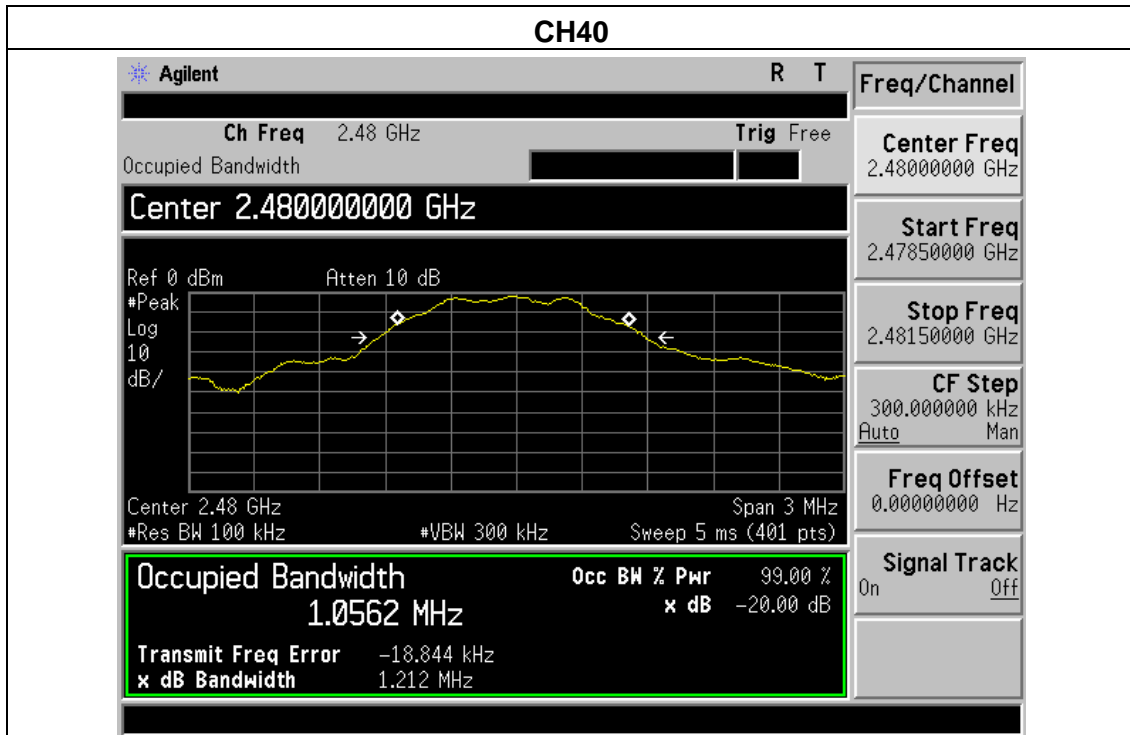 CH40
Agilent R T
Freq/Channel
Ch Freq 2.48 GHz Trig Free
Occupied Bandwidth
Center Freq
2.48000000 GHz
Center 2.480000000 GHz
Start Freq
2.47850000 GHz
Ref 0 dBm Atten 10 dB
#Peak
Log
10
dB/
Stop Freq
2.48150000 GHz
CF Step
300.000000 kHz
Auto Man
Center 2.48 GHz Span 3 MHz
#Res BW 100 kHz #VBW 300 kHz Sweep 5 ms (401 pts)
Freq Offset
0.00000000 Hz
Occupied Bandwidth Occ BW % Pwr 99.00 %
1.0562 MHz x dB -20.00 dB
Signal Track
On Off
Transmit Freq Error -18.844 kHz
x dB Bandwidth 1.212 MHz